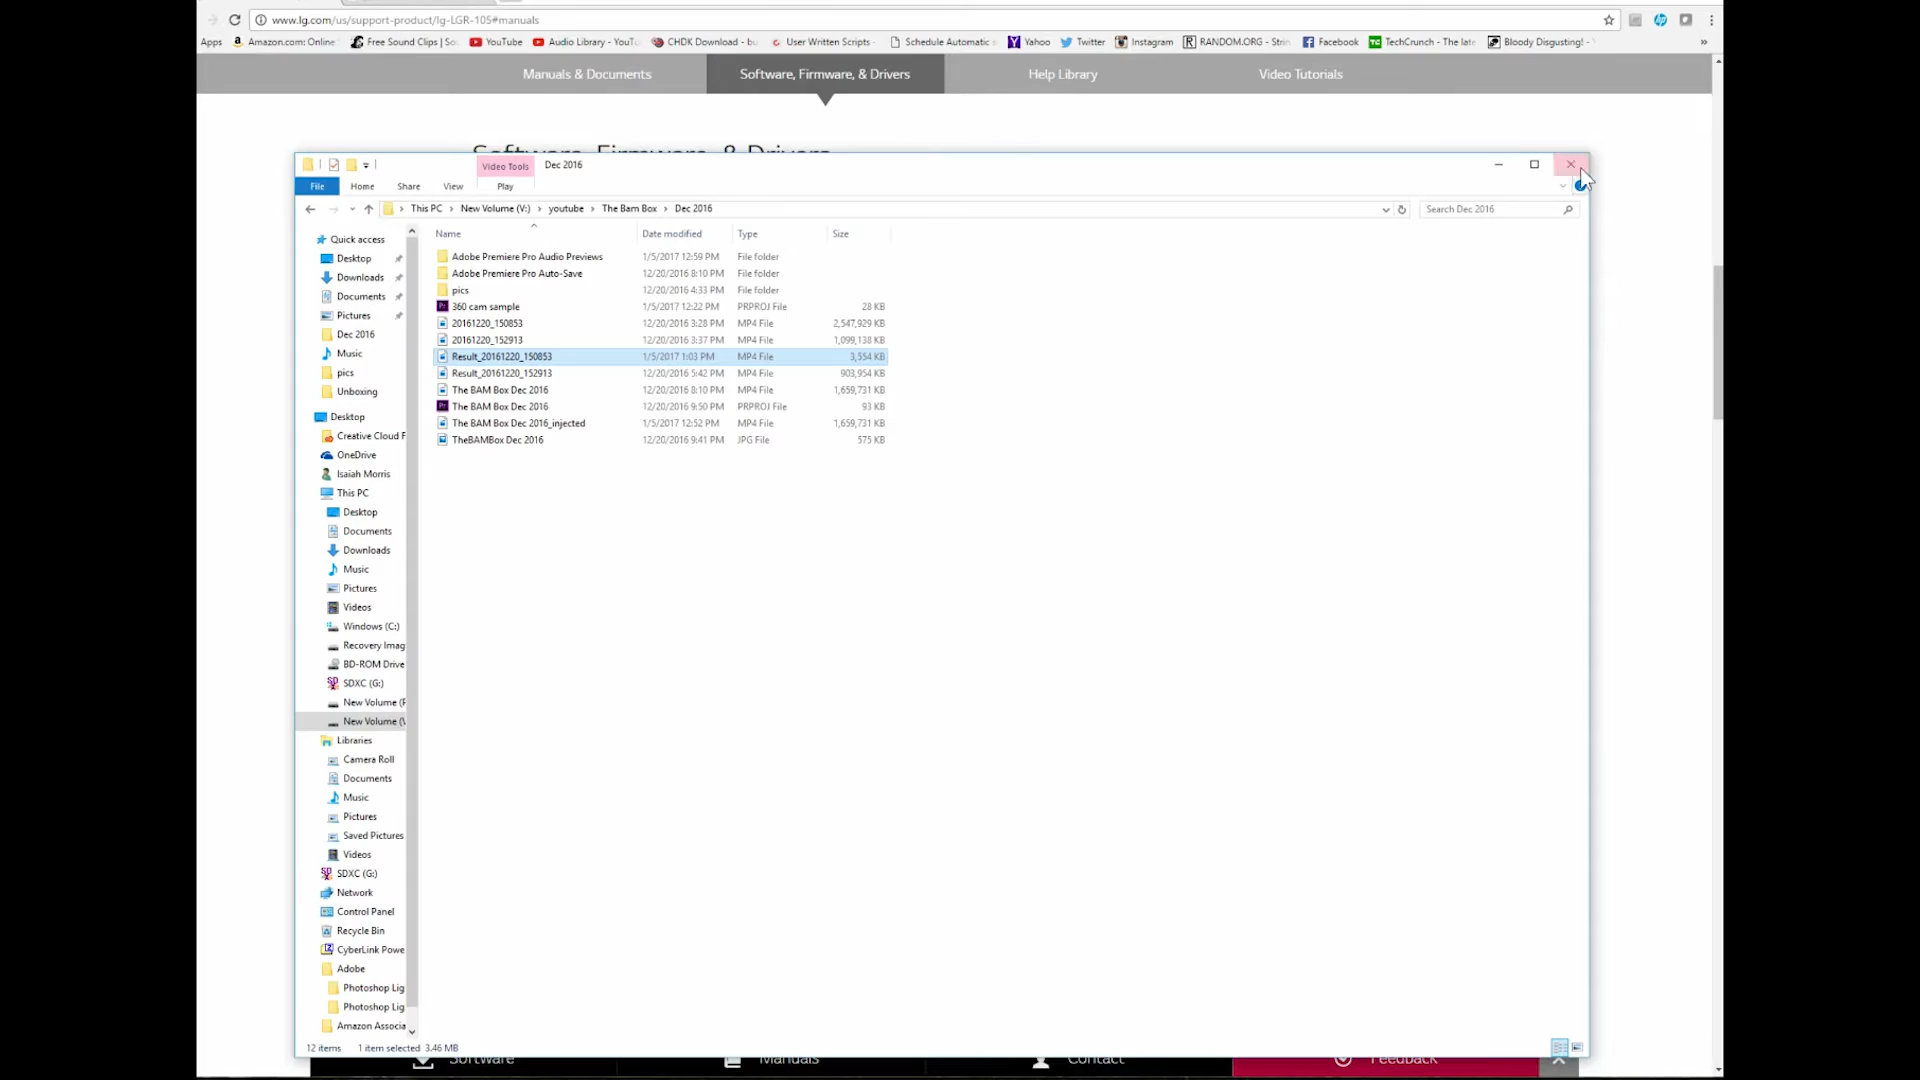 www.lg.com/us/support-product/lg-LGR-105#manuals
Apps Amazon.com: Online Free Sound Clips | So YouTube Audio Library - YouTu CHDK Download - bu User Written Scripts Schedule Automatic Yahoo Twitter Instagram RANDOM.ORG - Strin Facebook TechCrunch - The late Bloody Disgusting! - »
Manuals & Documents Software, Firmware, & Drivers Help Library Video Tutorials
Software, Firmware, & Drivers
Video Tools Dec 2016
File Home Share View Play
This PC New Volume (V:) youtube The Bam Box Dec 2016 Search Dec 2016
Name Date modified Type Size
Adobe Premiere Pro Audio Previews 1/5/2017 12:59 PM File folder
Adobe Premiere Pro Auto-Save 12/20/2016 8:10 PM File folder
pics 12/20/2016 4:33 PM File folder
360 cam sample 1/5/2017 12:22 PM PRPROJ File 28 KB
20161220_150853 12/20/2016 3:28 PM MP4 File 2,547,929 KB
20161220_152913 12/20/2016 3:37 PM MP4 File 1,099,138 KB
Result_20161220_150853 1/5/2017 1:03 PM MP4 File 3,554 KB
Result_20161220_152913 12/20/2016 5:42 PM MP4 File 903,954 KB
The BAM Box Dec 2016 12/20/2016 8:10 PM MP4 File 1,659,731 KB
The BAM Box Dec 2016 12/20/2016 9:50 PM PRPROJ File 93 KB
The BAM Box Dec 2016_injected 1/5/2017 12:52 PM MP4 File 1,659,731 KB
TheBAMBox Dec 2016 12/20/2016 9:41 PM JPG File 575 KB
Quick access
Desktop
Downloads
Documents
Pictures
Dec 2016
Music
pics
Unboxing
Desktop
Creative Cloud F
OneDrive
Isaiah Morris
This PC
Desktop
Documents
Downloads
Music
Pictures
Videos
Windows (C:)
Recovery Imag
BD-ROM Drive
SDXC (G:)
New Volume (F
New Volume (V
Libraries
Camera Roll
Documents
Music
Pictures
Saved Pictures
Videos
SDXC (G:)
Network
Control Panel
Recycle Bin
CyberLink Powe
Adobe
Photoshop Lig
Photoshop Lig
Amazon Associa
12 items 1 item selected 3.46 MB
Software Manuals Contact Feedback